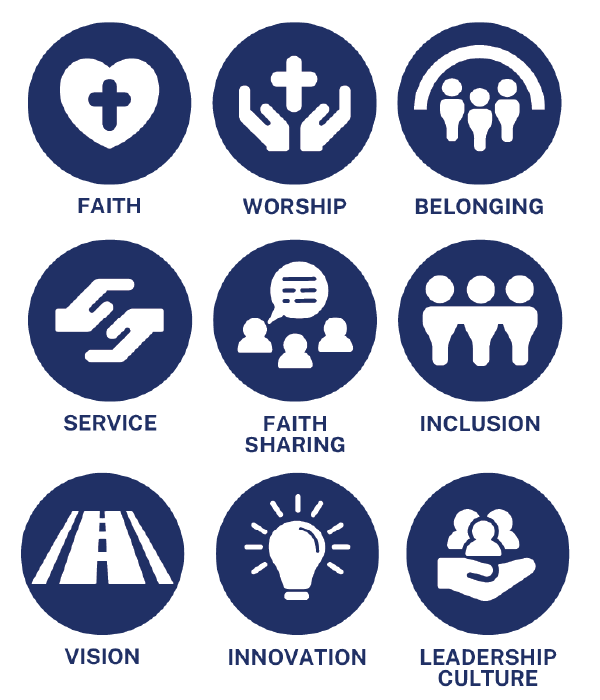 FAITH
WORSHIP
BELONGING
SERVICE
FAITH
SHARING
INCLUSION
VISION
INNOVATION
LEADERSHIP
CULTURE